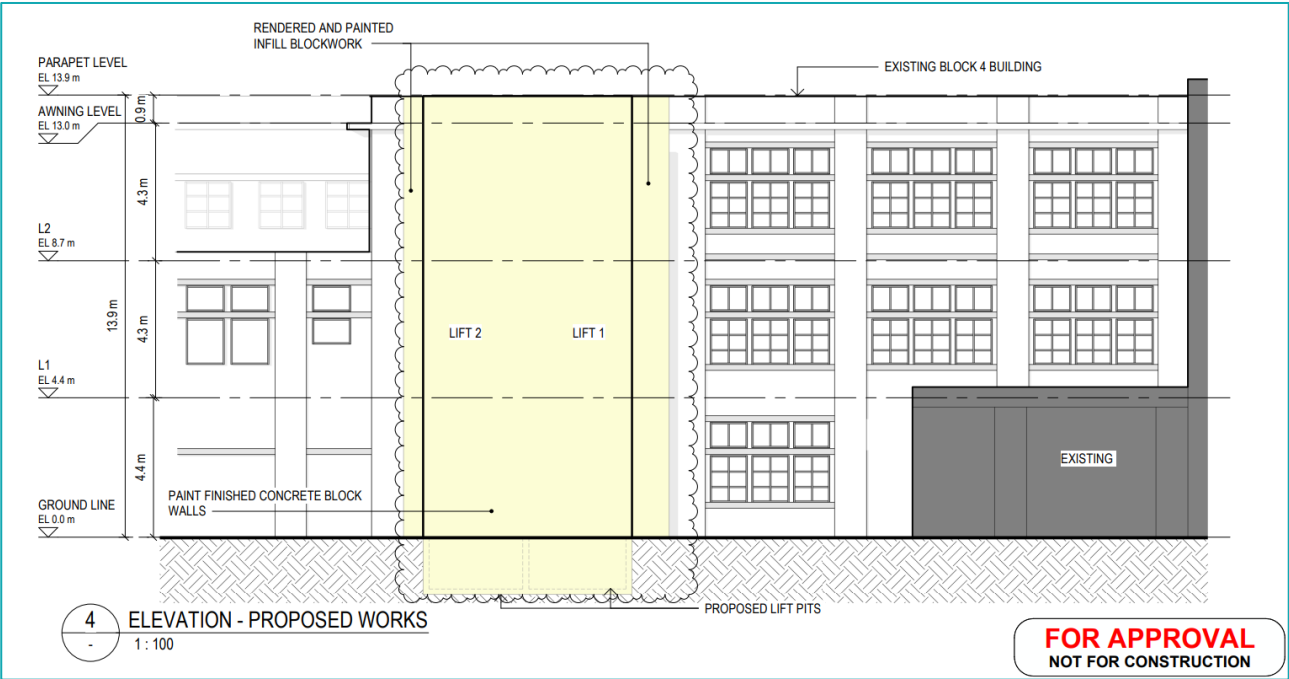 RENDERED AND PAINTED
INFILL BLOCKWORK
EXISTING BLOCK 4 BUILDING
PARAPET LEVEL
EL 13.9 m
AWNING LEVEL
EL 13.0 m
0.9 m
4.3 m
L2
EL 8.7 m
13.9 m
4.3 m
LIFT 2
LIFT 1
L1
EL 4.4 m
4.4 m
EXISTING
PAINT FINISHED CONCRETE BLOCK
WALLS
GROUND LINE
EL 0.0 m
PROPOSED LIFT PITS
4
-
ELEVATION - PROPOSED WORKS
1 : 100
FOR APPROVAL
NOT FOR CONSTRUCTION